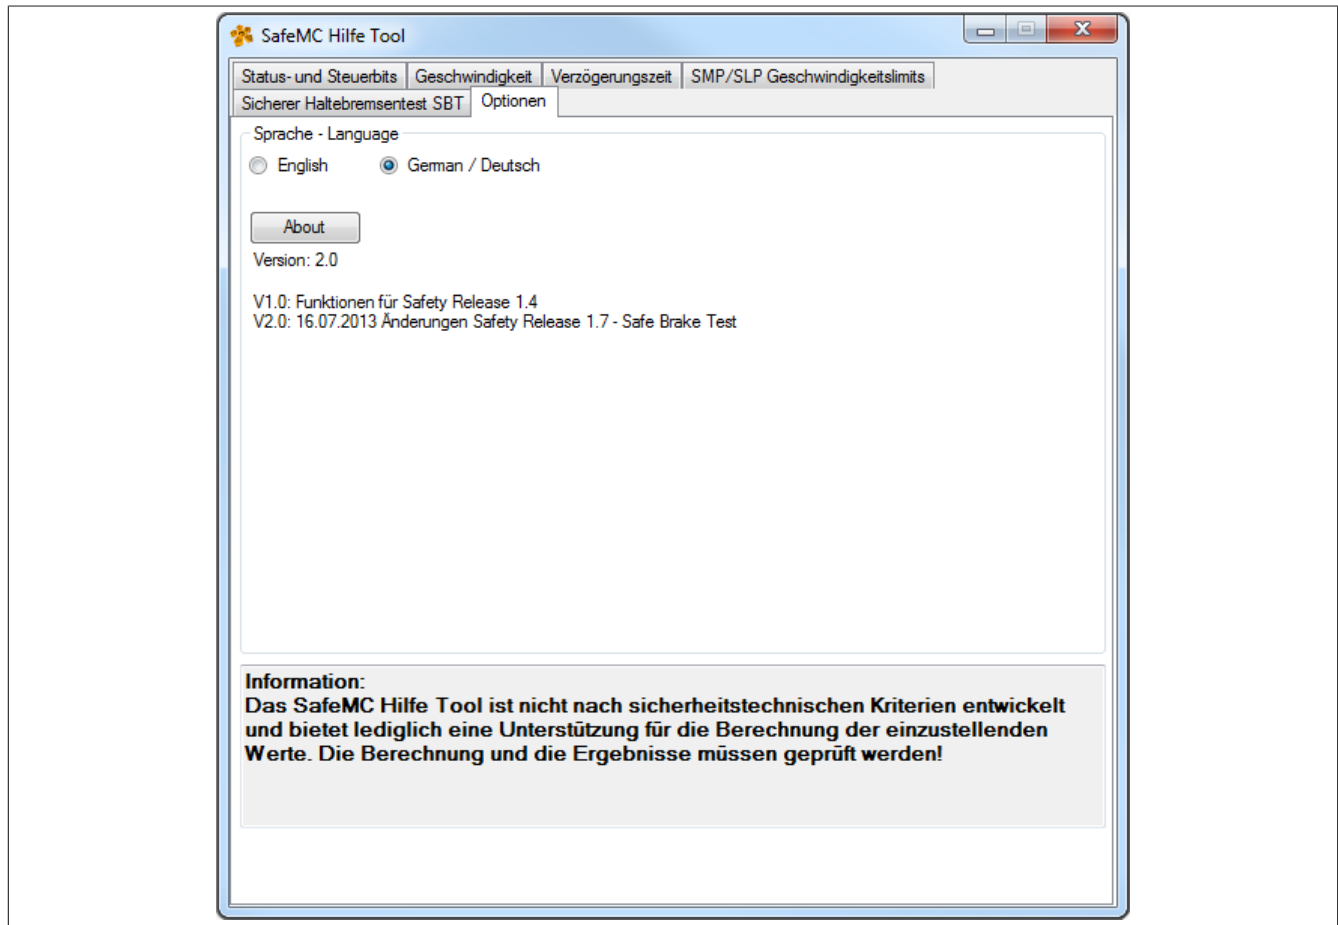 SafeMC Hilfe Tool
Status- und Steuerbits Geschwindigkeit Verzögerungszeit SMP/SLP Geschwindigkeitslimits
Sicherer Haltebremsentest SBT Optionen
Sprache - Language
English German / Deutsch
About
Version: 2.0
V1.0: Funktionen für Safety Release 1.4
V2.0: 16.07.2013 Änderungen Safety Release 1.7 - Safe Brake Test
Information:
Das SafeMC Hilfe Tool ist nicht nach sicherheitstechnischen Kriterien entwickelt
und bietet lediglich eine Unterstützung für die Berechnung der einzustellenden
Werte. Die Berechnung und die Ergebnisse müssen geprüft werden!